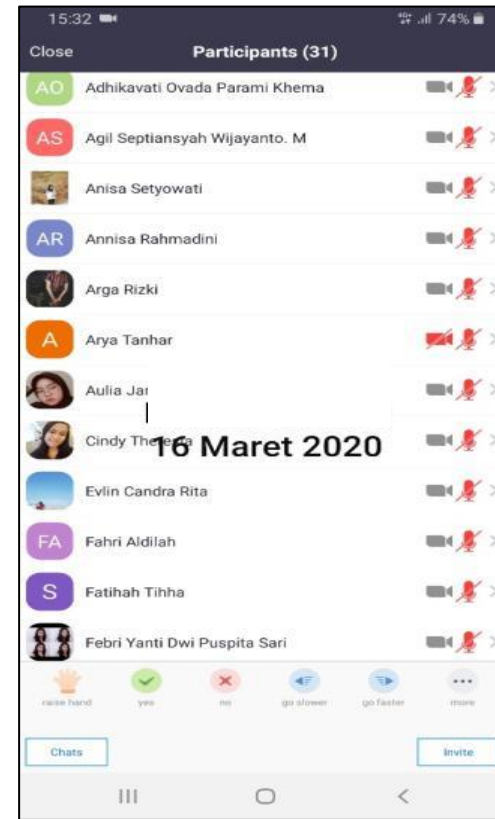 15:32 74%
Close Participants (31)
AO Adhikavati Ovada Parami Khema
AS Agil Septiansyah Wijayanto. M
Anisa Setyowati
AR Annisa Rahmadini
Arga Rizki
A Arya Tanhar
Aulia
Cindy
16 Maret 2020
Evlin Candra Rita
FA Fahri Aldilah
S Fatihah Tihha
Febri Yanti Dwi Puspita Sari
raise hand yes no go slower go faster more
Chats Invite